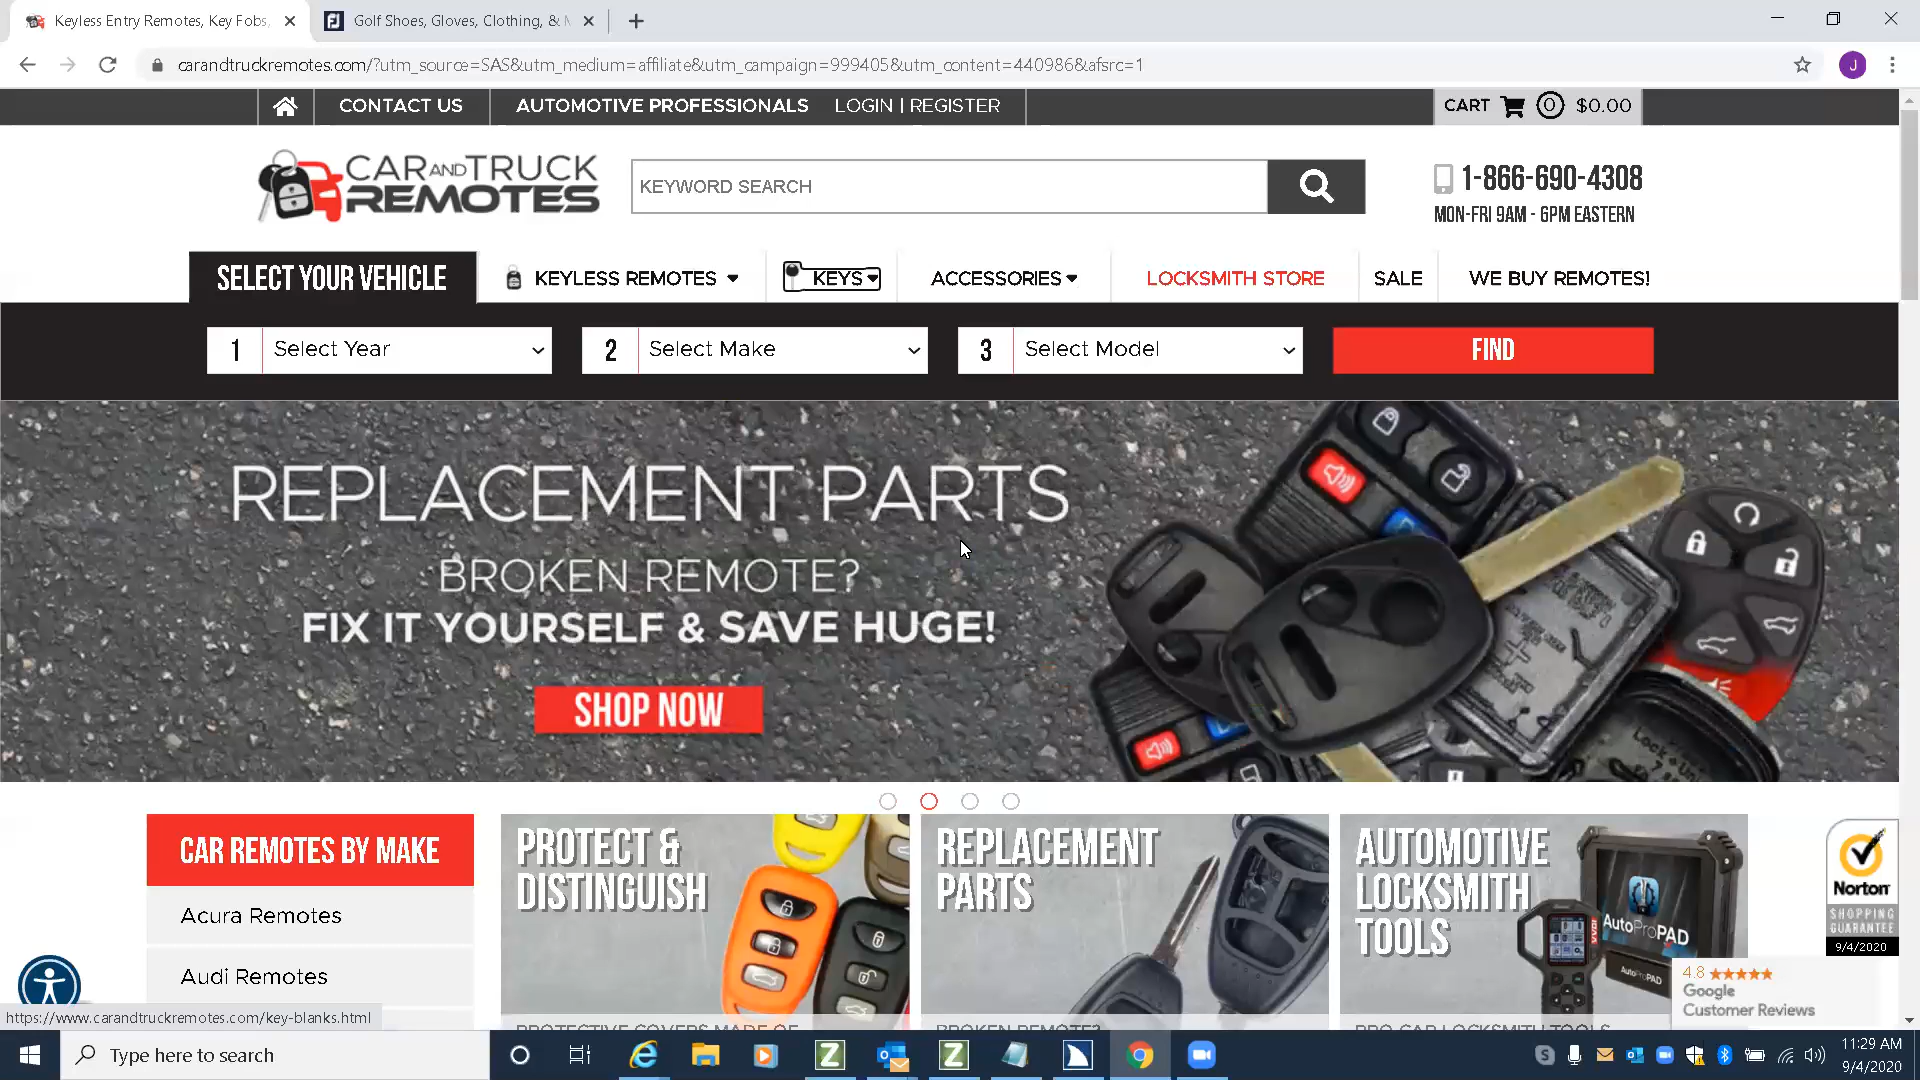 Keyless Entry Remotes, Key Fobs,
Golf Shoes, Gloves, Clothing, &
carandtruckremotes.com/?utm_source=SAS&utm_medium=affiliate&utm_campaign=999405&utm_content=440986&afsrc=1
J
CONTACT US
AUTOMOTIVE PROFESSIONALS
LOGIN | REGISTER
CART 0 $0.00
CAR AND TRUCK
REMOTES
KEYWORD SEARCH
1-866-690-4308
MON-FRI 9AM - 6PM EASTERN
SELECT YOUR VEHICLE
KEYLESS REMOTES
KEYS
ACCESSORIES
LOCKSMITH STORE
SALE
WE BUY REMOTES!
1 Select Year
2 Select Make
3 Select Model
FIND
REPLACEMENT PARTS
BROKEN REMOTE?
FIX IT YOURSELF & SAVE HUGE!
SHOP NOW
CAR REMOTES BY MAKE
Acura Remotes
Audi Remotes
PROTECT &
DISTINGUISH
PROTECTIVE COVERS MADE OF
REPLACEMENT
PARTS
BROKEN REMOTE?
AUTOMOTIVE
LOCKSMITH
TOOLS
AutoProPAD
AutoProPAD
PRO CAR LOCKSMITH TOOLS
Norton
SHOPPING
GUARANTEE
9/4/2020
4.8
Google
Customer Reviews
https://www.carandtruckremotes.com/key-blanks.html
Type here to search
11:29 AM
9/4/2020